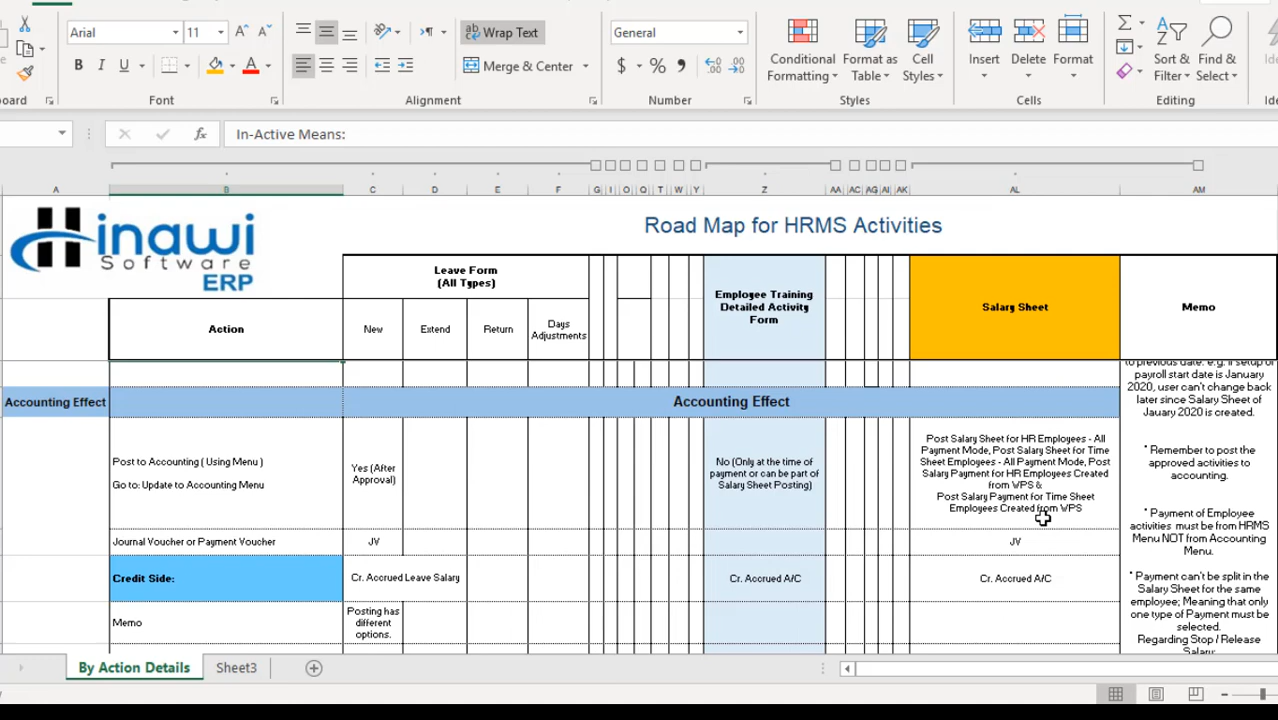 Arial
11
Wrap Text
General
Merge & Center
Conditional
Formatting
Format as
Table
Cell
Styles
Insert
Delete
Format
Sort &
Filter
Find &
Select
oard
Font
Alignment
Number
Styles
Cells
Editing
fx
In-Active Means:
A
B
C
D
E
F
G
I
O
Q
T
W
Y
Z
AA
AC
AG
AI
AK
AL
AM
Hinawi
Software
ERP
Road Map for HRMS Activities
Leave Form
(All Types)
Action
New
Extend
Return
Days
Adjustments
Employee Training
Detailed Activity
Form
Salary Sheet
Memo
to previous date. e.g. if setup of
payroll start date is January
2020, user can't change back
later since Salary Sheet of
Jauary 2020 is created.
Accounting Effect
Accounting Effect
Post to Accounting ( Using Menu )
Go to: Update to Accounting Menu
Yes (After
Approval)
No (Only at the time of
payment or can be part of
Salary Sheet Posting)
Post Salary Sheet for HR Employees - All
Payment Mode, Post Salary Sheet for Time
Sheet Employees - All Payment Mode, Post
Salary Payment for HR Employees Created
from WPS &
Post Salary Payment for Time Sheet
Employees Created from WPS
* Remember to post the
approved activities to
accounting.
* Payment of Employee
activities must be from HRMS
Menu NOT from Accounting
Menu.
Journal Voucher or Payment Voucher
JV
JV
Credit Side:
Cr. Accrued Leave Salary
Cr. Accrued A/C
Cr. Accrued A/C
* Payment can't be split in the
Salary Sheet for the same
employee; Meaning that only
one type of Payment must be
selected.
Regarding Stop / Release
Salary:
Memo
Posting has
different
options.
By Action Details
Sheet3